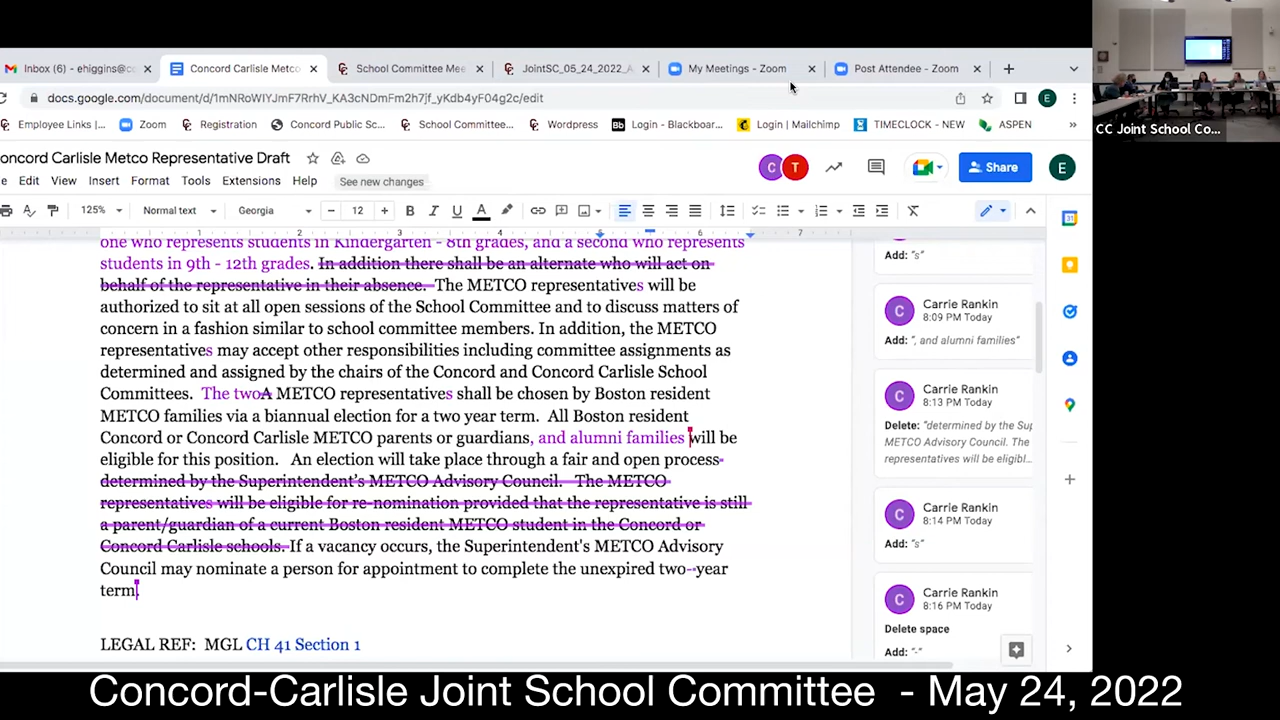 Inbox (6) - ehiggins@cc
Concord Carlisle Metco
School Committee Mee
JointSC_05_24_2022_A
My Meetings - Zoom
Post Attendee - Zoom
docs.google.com/document/d/1mNRoWIYJmF7RrhV_KA3cNDmFm2h7jf_yKdb4yF04g2c/edit
Employee Links |...
Zoom
Registration
Concord Public Sc...
School Committee...
Wordpress
Bb Login - Blackboar...
Login | Mailchimp
TIMECLOCK - NEW
ASPEN
CC Joint School Co...
oncord Carlisle Metco Representative Draft
e Edit View Insert Format Tools Extensions Help See new changes
C T Share E
125% Normal text Georgia - 12 + B I U A
1 2 3 4 5 6 7
one who represents students in Kindergarten - 8th grades, and a second who represents
students in 9th - 12th grades. In addition there shall be an alternate who will act on
behalf of the representative in their absence. The METCO representatives will be
authorized to sit at all open sessions of the School Committee and to discuss matters of
concern in a fashion similar to school committee members. In addition, the METCO
representatives may accept other responsibilities including committee assignments as
determined and assigned by the chairs of the Concord and Concord Carlisle School
Committees. The twoA METCO representatives shall be chosen by Boston resident
METCO families via a biannual election for a two year term. All Boston resident
Concord or Concord Carlisle METCO parents or guardians, and alumni families will be
eligible for this position. An election will take place through a fair and open process
determined by the Superintendent's METCO Advisory Council. The METCO
representatives will be eligible for re-nomination provided that the representative is still
a parent/guardian of a current Boston resident METCO student in the Concord or
Concord Carlisle schools. If a vacancy occurs, the Superintendent's METCO Advisory
Council may nominate a person for appointment to complete the unexpired two--year
term.
LEGAL REF: MGL CH 41 Section 1
Add: "s"
C Carrie Rankin
8:09 PM Today
Add: ", and alumni families"
C Carrie Rankin
8:13 PM Today
Delete: "determined by the Sup
METCO Advisory Council. The
representatives will be eligibl...
C Carrie Rankin
8:14 PM Today
Add: "s"
C Carrie Rankin
8:16 PM Today
Delete space
Add: "-"
Concord-Carlisle Joint School Committee - May 24, 2022